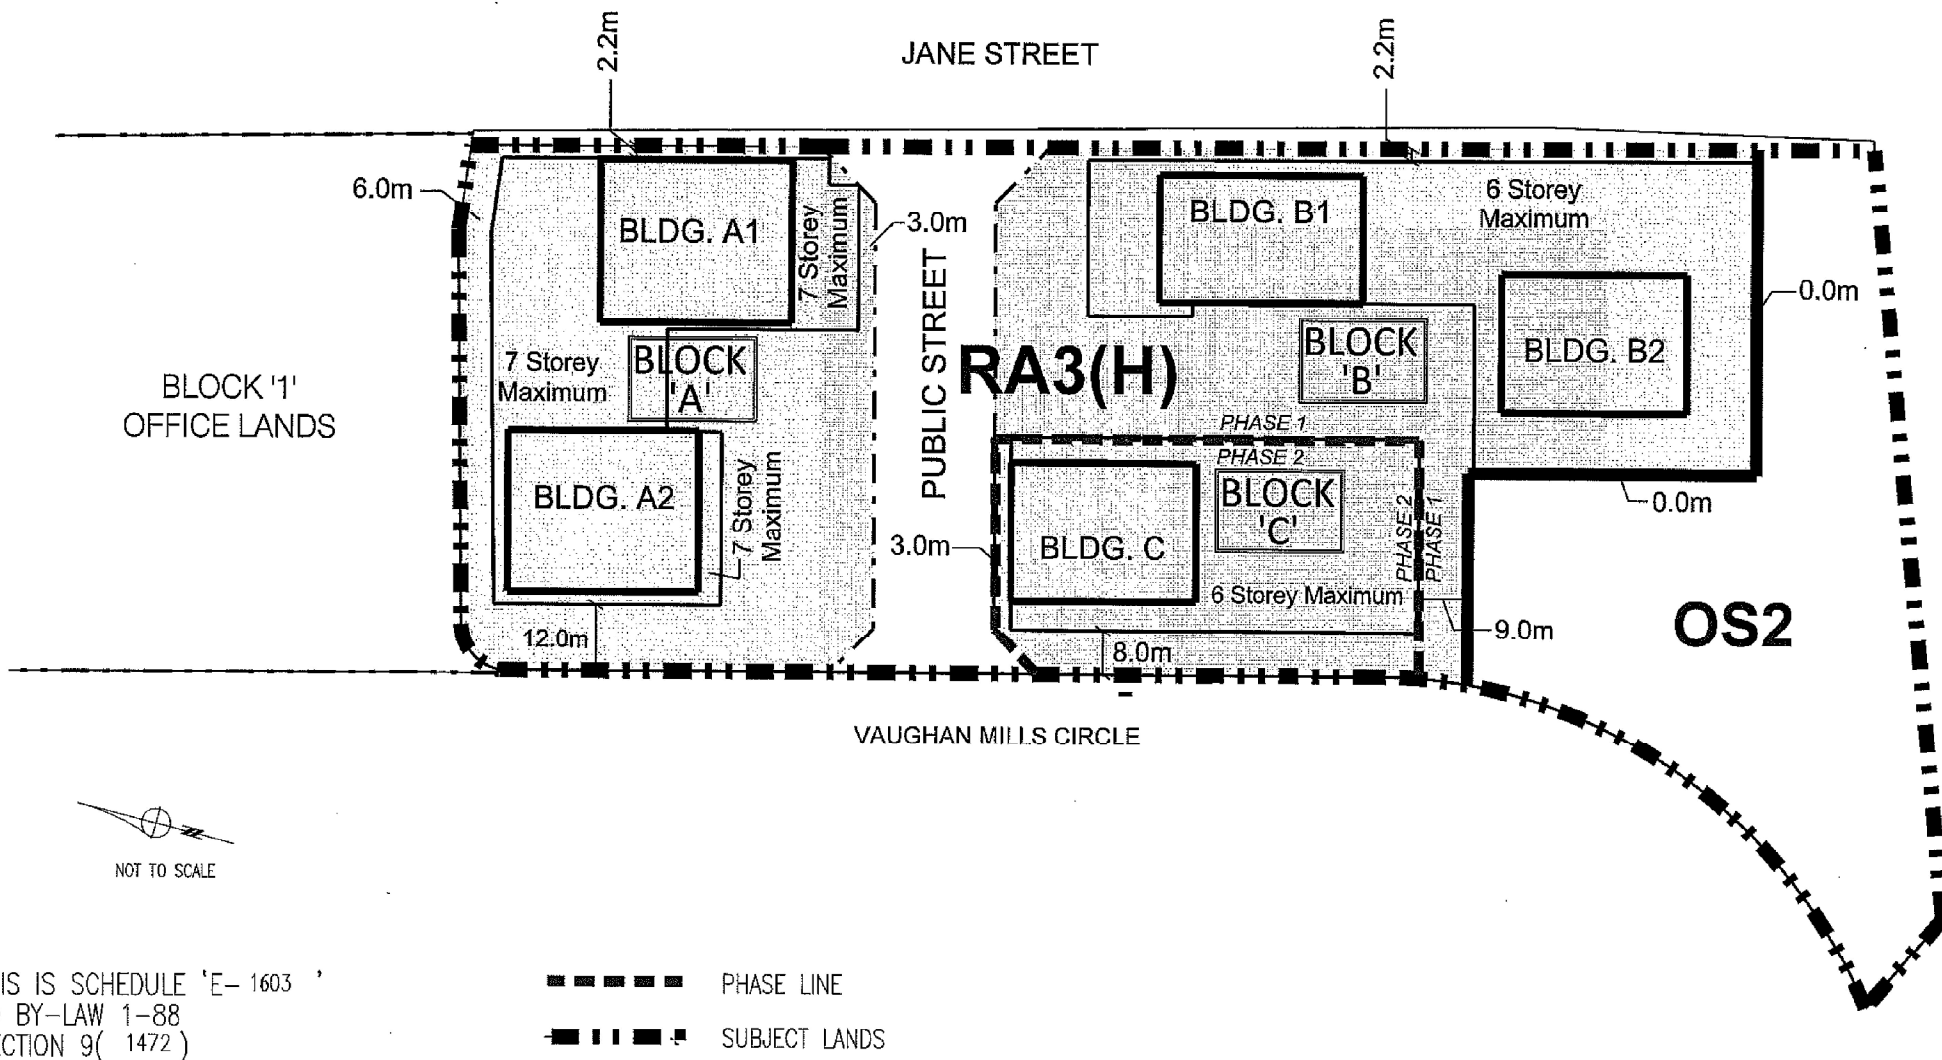 2.2m
JANE STREET
2.2m
6.0m
BLDG. A1
7 Storey
Maximum
3.0m
BLDG. B1
6 Storey
Maximum
0.0m
BLOCK '1'
OFFICE LANDS
7 Storey
Maximum
BLOCK
'A'
PUBLIC STREET
RA3(H)
BLOCK
'B'
BLDG. B2
PHASE 1
PHASE 2
BLDG. A2
7 Storey
Maximum
3.0m
BLDG. C
BLOCK
'C'
PHASE 2
PHASE 1
0.0m
6 Storey Maximum
12.0m
8.0m
9.0m
OS2
VAUGHAN MILLS CIRCLE
N
NOT TO SCALE
IS IS SCHEDULE 'E- 1603 '
BY-LAW 1-88
ECTION 9( 1472 )
PHASE LINE
SUBJECT LANDS